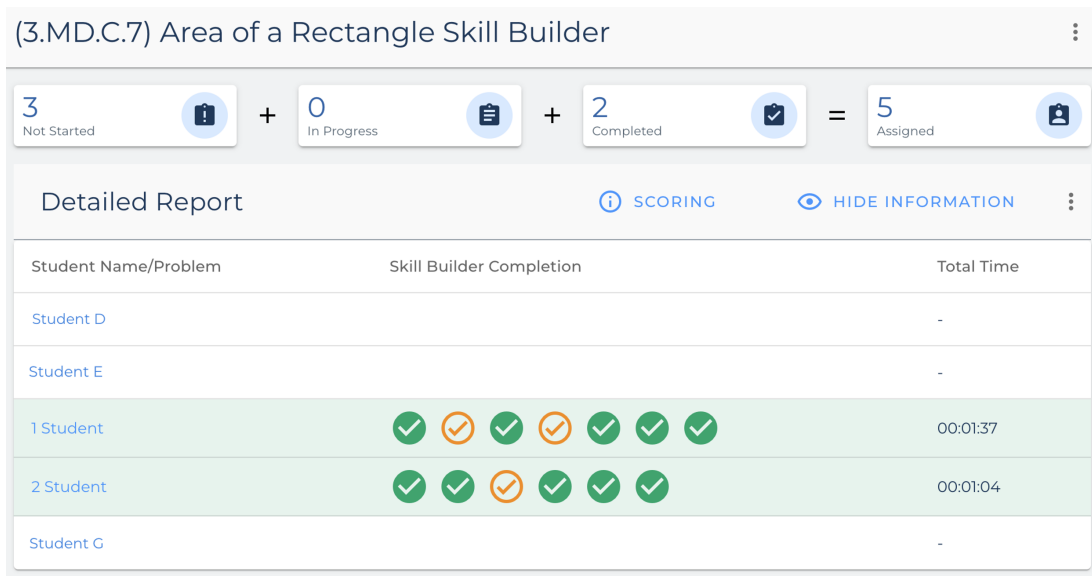 (3.MD.C.7) Area of a Rectangle Skill Builder
3 + 0 + 2 = 5
Not Started In Progress Completed Assigned
Detailed Report SCORING HIDE INFORMATION
Student Name/Problem Skill Builder Completion Total Time
Student D -
Student E -
1 Student 00:01:37
2 Student 00:01:04
Student G -